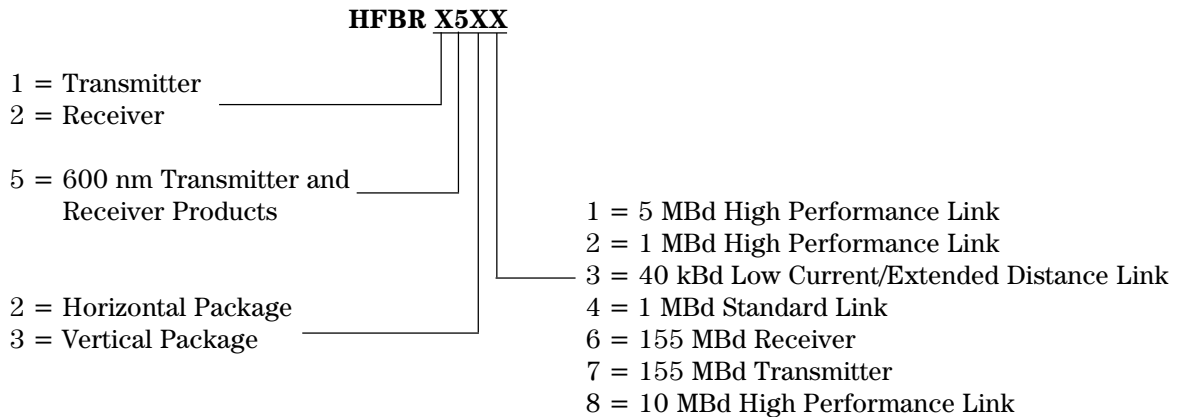 HFBR X5XX
1 = Transmitter
2 = Receiver
5 = 600 nm Transmitter and
Receiver Products
2 = Horizontal Package
3 = Vertical Package
1 = 5 MBd High Performance Link
2 = 1 MBd High Performance Link
3 = 40 kBd Low Current/Extended Distance Link
4 = 1 MBd Standard Link
6 = 155 MBd Receiver
7 = 155 MBd Transmitter
8 = 10 MBd High Performance Link